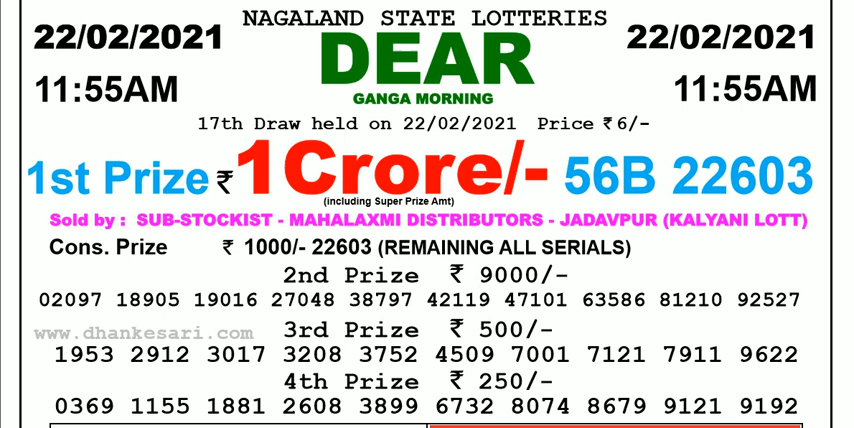 NAGALAND STATE LOTTERIES
22/02/2021 DEAR 22/02/2021
11:55AM GANGA MORNING 11:55AM
17th Draw held on 22/02/2021 Price ₹ 6/-
1st Prize ₹ 1Crore/- 56B 22603
(including Super Prize Amt)
Sold by : SUB-STOCKIST - MAHALAXMI DISTRIBUTORS - JADAVPUR (KALYANI LOTT)
Cons. Prize ₹ 1000/- 22603 (REMAINING ALL SERIALS)
2nd Prize ₹ 9000/-
02097 18905 19016 27048 38797 42119 47101 63586 81210 92527
www.dhankesari.com 3rd Prize ₹ 500/-
1953 2912 3017 3208 3752 4509 7001 7121 7911 9622
4th Prize ₹ 250/-
0369 1155 1881 2608 3899 6732 8074 8679 9121 9192